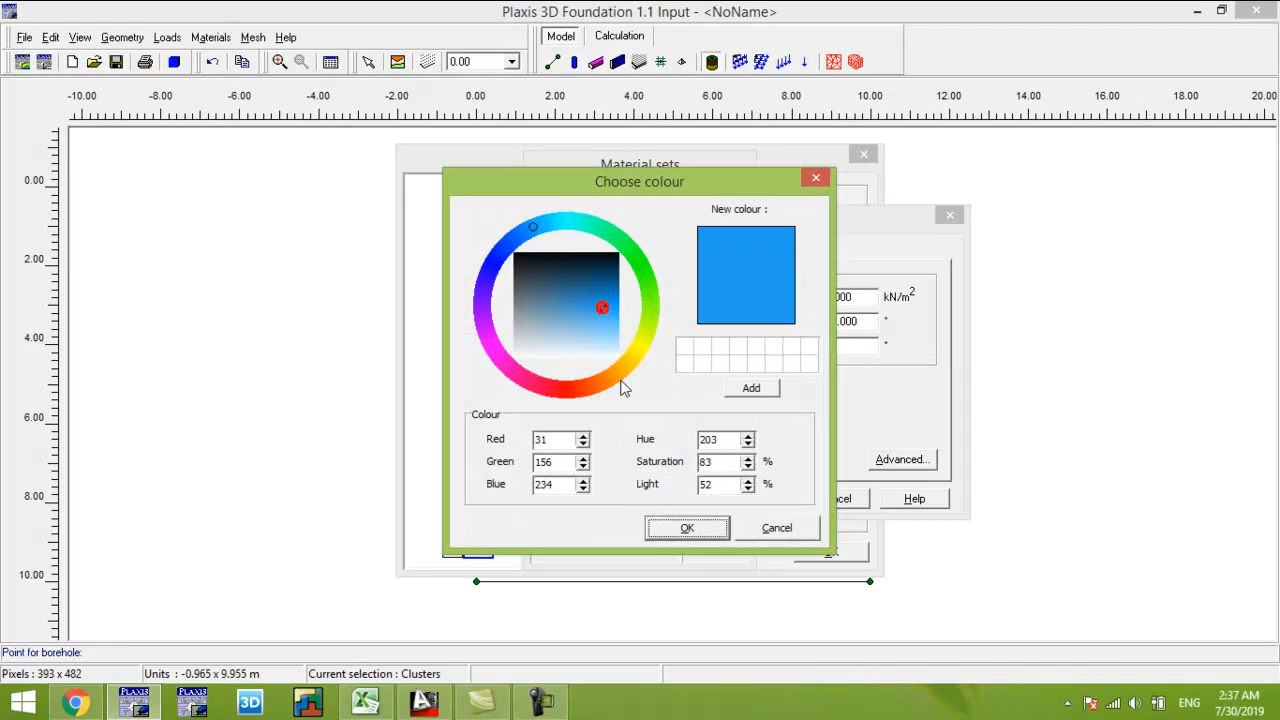 Plaxis 3D Foundation 1.1 Input - <NoName>
File Edit View Geometry Loads Materials Mesh Help
Model Calculation
0.00
-10.00 -8.00 -6.00 -4.00 -2.00 0.00 2.00 4.00 6.00 8.00 10.00 12.00 14.00 16.00 18.00 20.00
0.00
2.00
4.00
6.00
8.00
10.00
Material sets
Choose colour
New colour :
Add
Colour
Red 31
Green 156
Blue 234
Hue 203
Saturation 83 %
Light 52 %
OK Cancel
000 kN/m2
.000 °
°
Advanced...
cel Help
Point for borehole:
Pixels : 393 x 482 Units : -0.965 x 9.955 m Current selection : Clusters
PLAXIS PLAXIS 3D
ENG
2:37 AM
7/30/2019